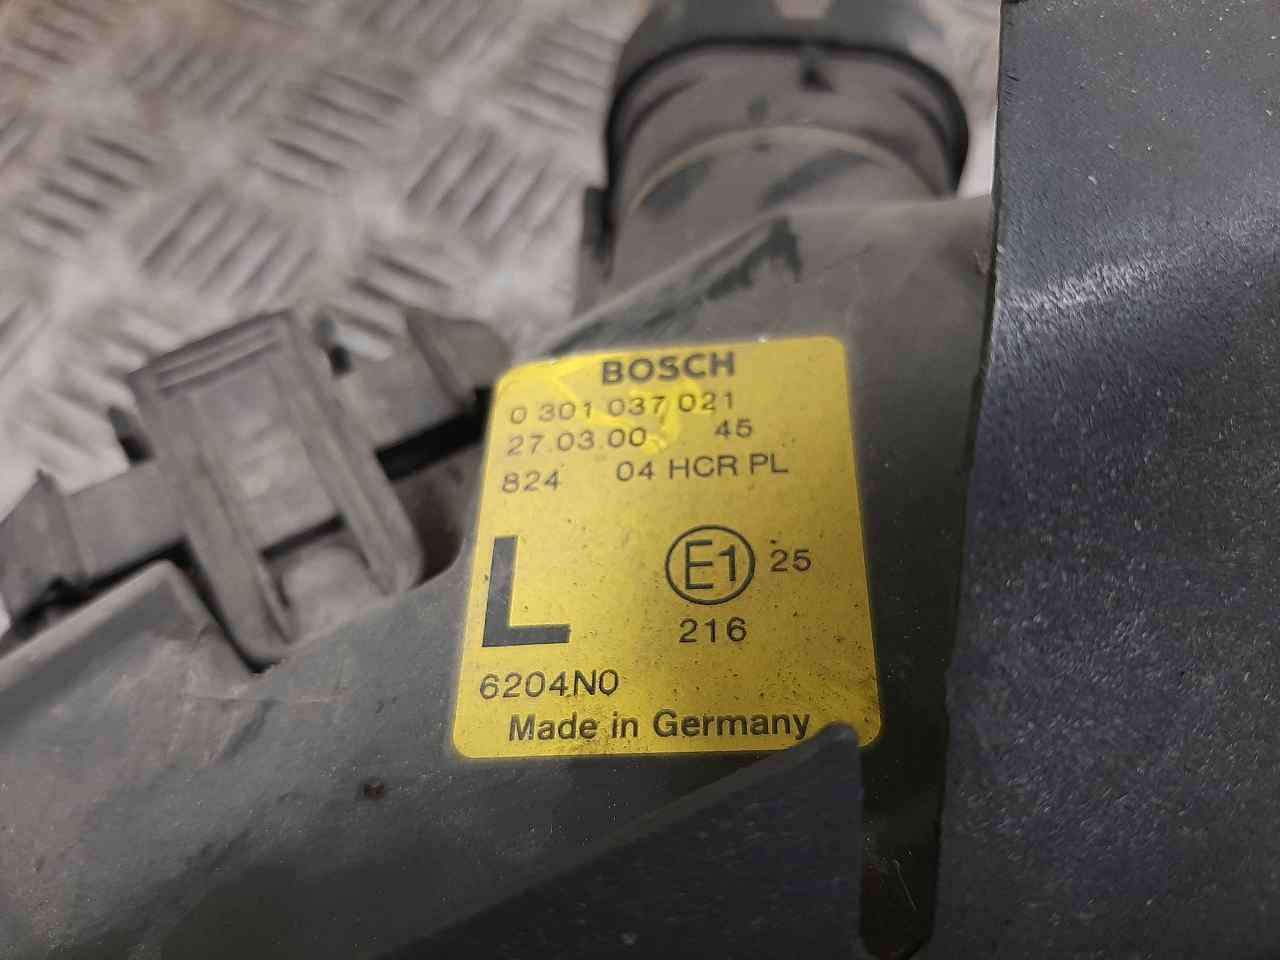 BOSCH
0 301 037 021
27.03.00 45
824 04 HCR PL
L E1 25
216
6204N0
Made in Germany